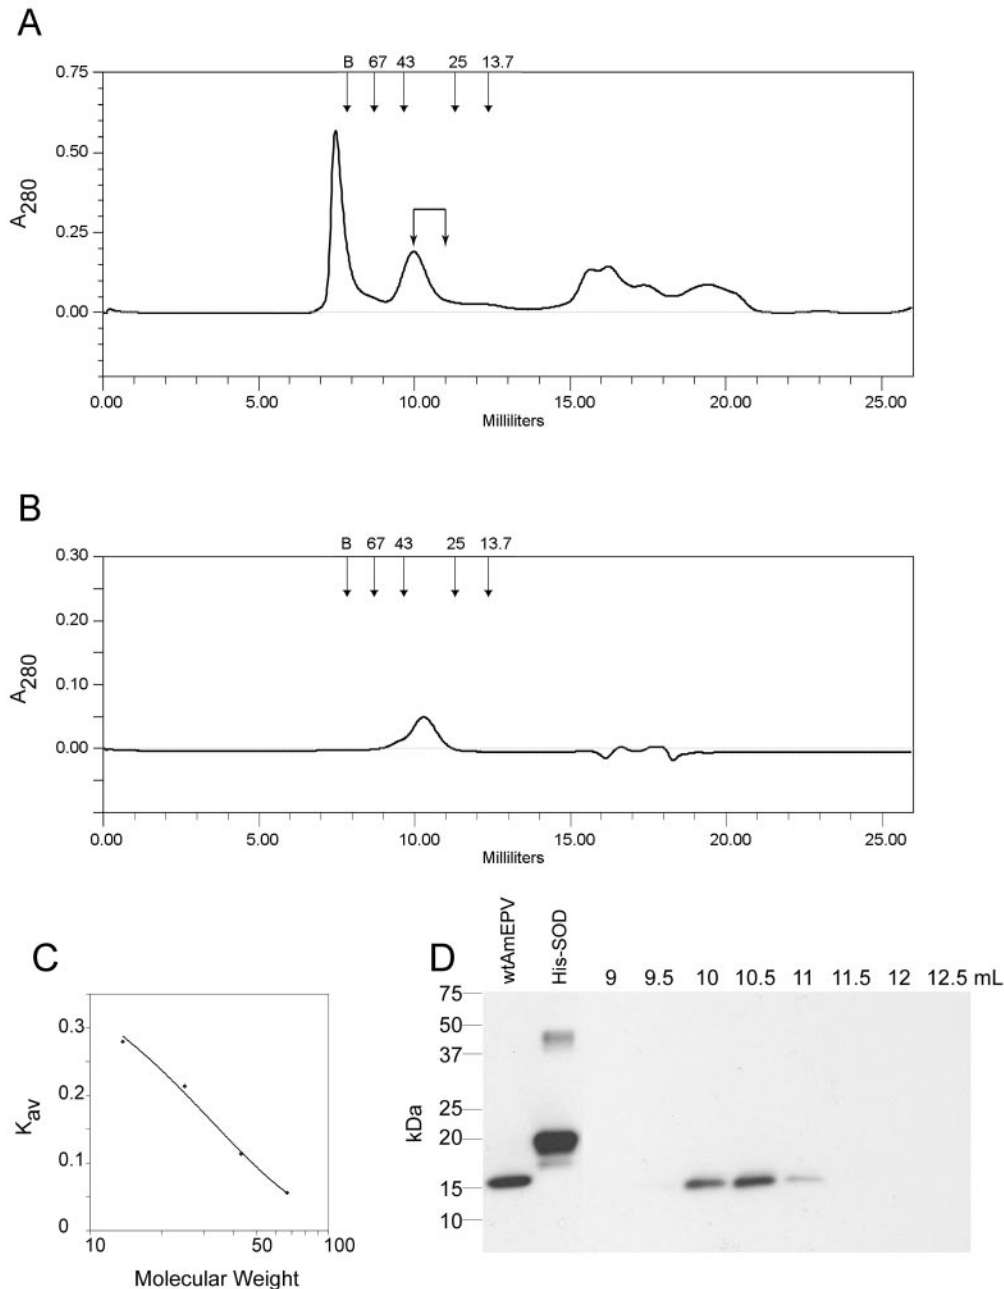 A
B 67 43 25 13.7
0.75
0.50
0.25
0.00
A280
0.00 5.00 10.00 15.00 20.00 25.00
Milliliters
B
B 67 43 25 13.7
0.30
0.20
0.10
0.00
A280
0.00 5.00 10.00 15.00 20.00 25.00
Milliliters
C
0.3
0.2
0.1
0
Kav
10 50 100
Molecular Weight
D
wtAmEPV
His-SOD
9 9.5 10 10.5 11 11.5 12 12.5 mL
75
50
37
25
20
15
10
kDa